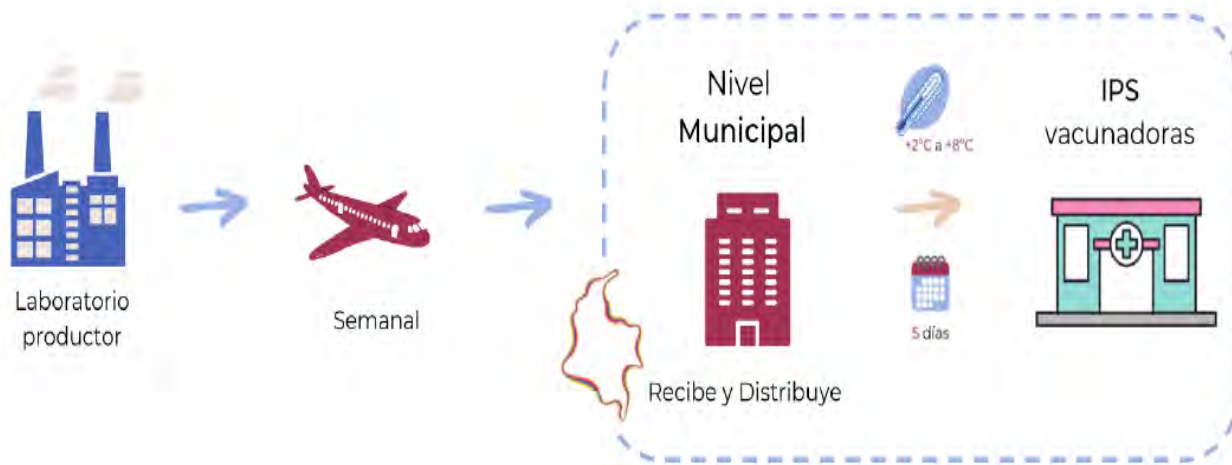 Laboratorio
productor
Semanal
Nivel
Municipal
Recibe y Distribuye
+2°C a +8°C
5 días
IPS
vacunadoras